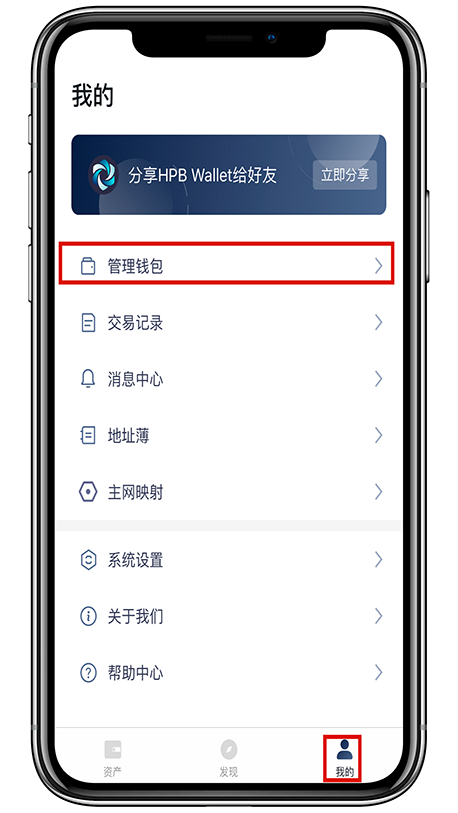 我的
分享HPB Wallet给好友
立即分享
管理钱包
交易记录
消息中心
地址薄
主网映射
系统设置
关于我们
帮助中心
资产
发现
我的